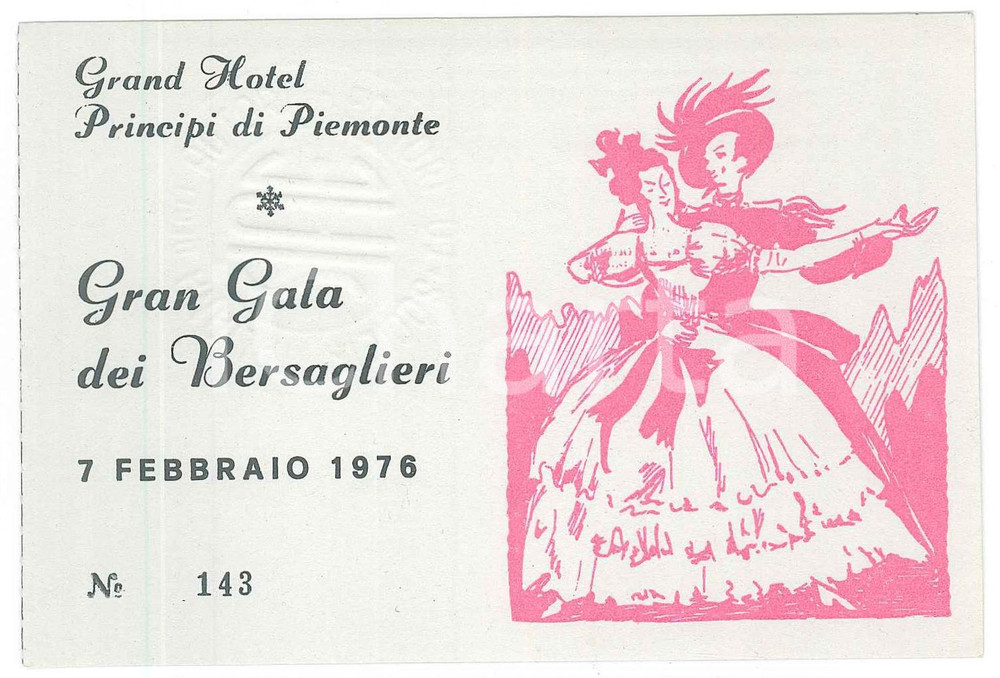 Grand Hotel
Principi di Piemonte
Gran Gala
dei Bersaglieri
7 FEBBRAIO 1976
№ 143